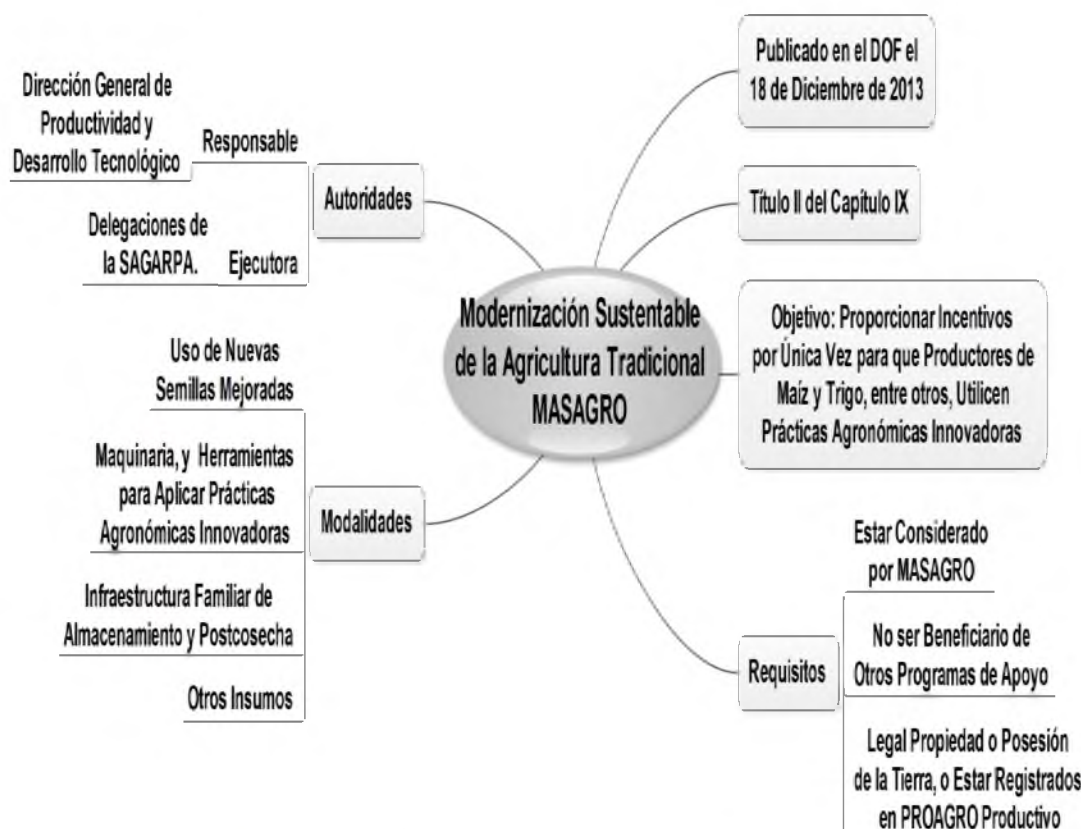 Modernización Sustentable
de la Agricultura Tradicional
MASAGRO
Publicado en el DOF el
18 de Diciembre de 2013
Título II del Capítulo IX
Objetivo: Proporcionar Incentivos
por Única Vez para que Productores de
Maíz y Trigo, entre otros, Utilicen
Prácticas Agronómicas Innovadoras
Requisitos
Estar Considerado
por MASAGRO
No ser Beneficiario de
Otros Programas de Apoyo
Legal Propiedad o Posesión
de la Tierra, o Estar Registrados
en PROAGRO Productivo
Autoridades
Responsable
Dirección General de
Productividad y
Desarrollo Tecnológico
Ejecutora
Delegaciones de
la SAGARPA.
Modalidades
Uso de Nuevas
Semillas Mejoradas
Maquinaria, y Herramientas
para Aplicar Prácticas
Agronómicas Innovadoras
Infraestructura Familiar de
Almacenamiento y Postcosecha
Otros Insumos